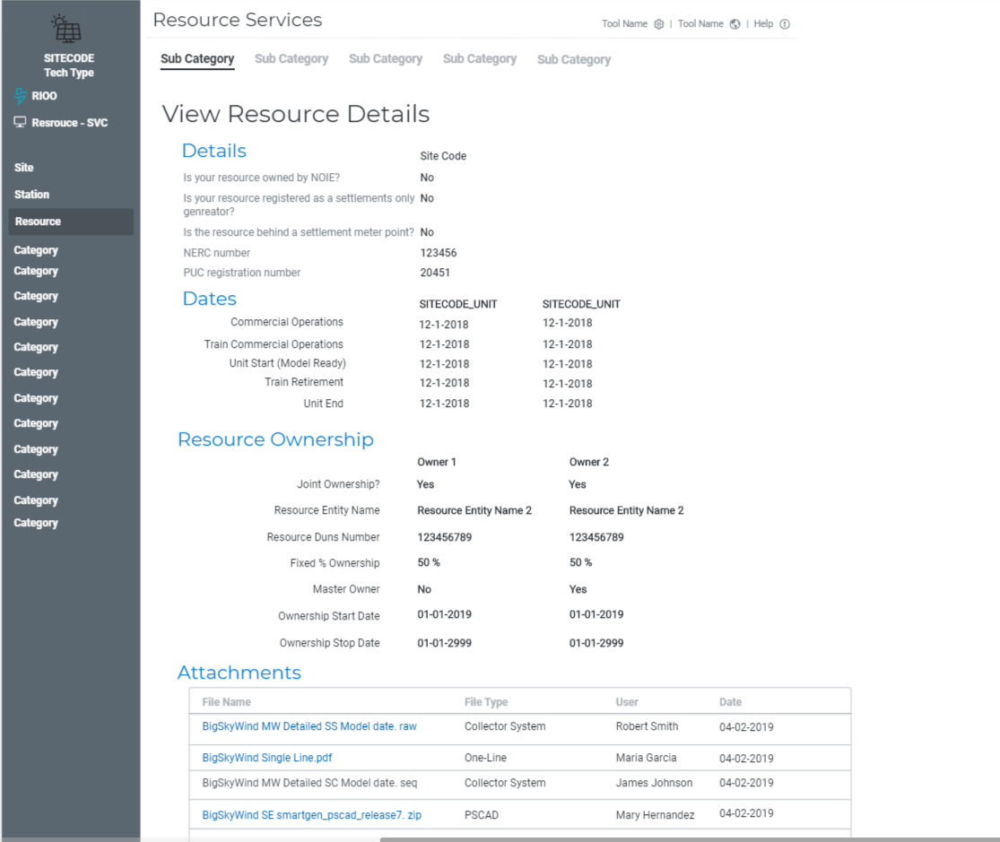 SITECODE
Tech Type
RIOO
Resrouce - SVC
Site
Station
Resource
Category
Category
Category
Category
Category
Category
Category
Category
Category
Category
Category
Category
Resource Services
Tool Name | Tool Name | Help
Sub Category Sub Category Sub Category Sub Category Sub Category
View Resource Details
Details Site Code
Is your resource owned by NOIE? No
Is your resource registered as a settlements only No
genreator?
Is the resource behind a settlement meter point? No
NERC number 123456
PUC registration number 20451
Dates SITECODE_UNIT SITECODE_UNIT
Commercial Operations 12-1-2018 12-1-2018
Train Commercial Operations 12-1-2018 12-1-2018
Unit Start (Model Ready) 12-1-2018 12-1-2018
Train Retirement 12-1-2018 12-1-2018
Unit End 12-1-2018 12-1-2018
Resource Ownership
Owner 1 Owner 2
Joint Ownership? Yes Yes
Resource Entity Name Resource Entity Name 2 Resource Entity Name 2
Resource Duns Number 123456789 123456789
Fixed % Ownership 50 % 50 %
Master Owner No Yes
Ownership Start Date 01-01-2019 01-01-2019
Ownership Stop Date 01-01-2999 01-01-2999
Attachments
File Name File Type User Date
BigSkyWind MW Detailed SS Model date. raw Collector System Robert Smith 04-02-2019
BigSkyWind Single Line.pdf One-Line Maria Garcia 04-02-2019
BigSkyWind MW Detailed SC Model date. seq Collector System James Johnson 04-02-2019
BigSkyWind SE smartgen_pscad_release7. zip PSCAD Mary Hernandez 04-02-2019